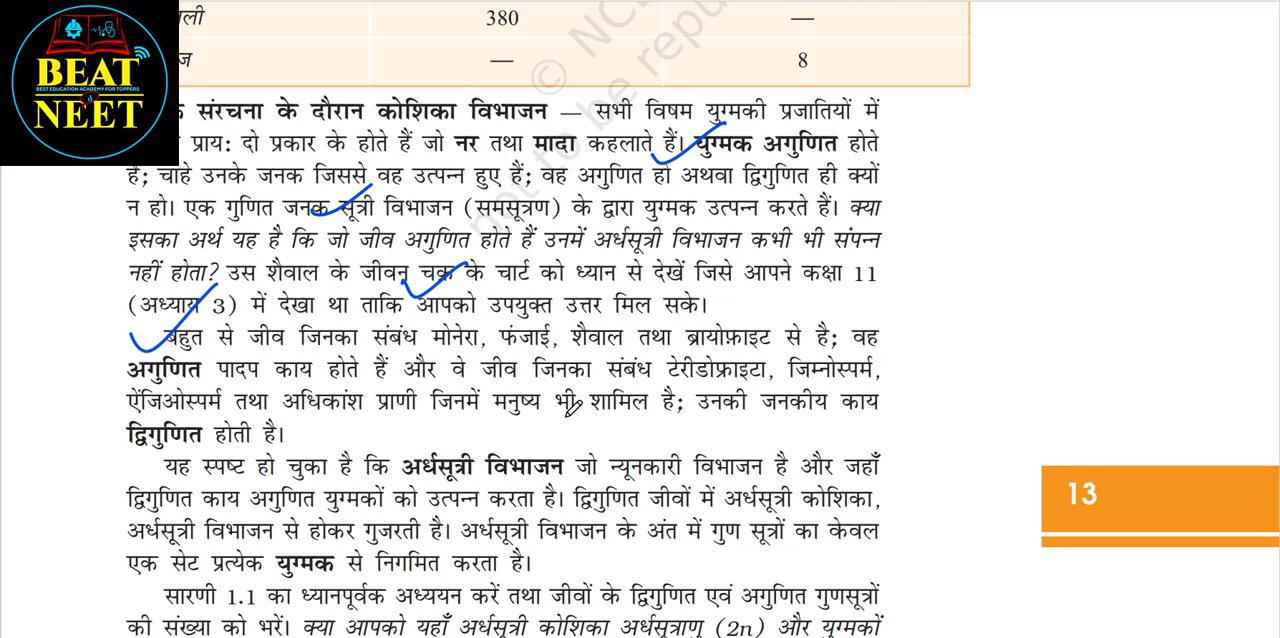 ली 380 —
ज — 8
© NC
not to be repu
BEAT
BEST EDUCATION ACADEMY FOR TOPPERS
NEET
संरचना के दौरान कोशिका विभाजन — सभी विषम युग्मकी प्रजातियों में
प्राय: दो प्रकार के होते हैं जो नर तथा मादा कहलाते हैं। युग्मक अगुणित होते
हैं; चाहे उनके जनक जिससे वह उत्पन्न हुए हैं; वह अगुणित हो अथवा द्विगुणित ही क्यों
न हो। एक गुणित जनक सूत्री विभाजन (समसूत्रण) के द्वारा युग्मक उत्पन्न करते हैं। क्या
इसका अर्थ यह है कि जो जीव अगुणित होते हैं उनमें अर्धसूत्री विभाजन कभी भी संपन्न
नहीं होता? उस शैवाल के जीवन चक्र के चार्ट को ध्यान से देखें जिसे आपने कक्षा 11
(अध्याय 3) में देखा था ताकि आपको उपयुक्त उत्तर मिल सके।
बहुत से जीव जिनका संबंध मोनेरा, फंजाई, शैवाल तथा ब्रायोफ़ाइट से है; वह
अगुणित पादप काय होते हैं और वे जीव जिनका संबंध टेरीडोफ्राइटा, जिम्नोस्पर्म,
ऐंजिओस्पर्म तथा अधिकांश प्राणी जिनमें मनुष्य भी शामिल है; उनकी जनकीय काय
द्विगुणित होती है।
यह स्पष्ट हो चुका है कि अर्धसूत्री विभाजन जो न्यूनकारी विभाजन है और जहाँ
द्विगुणित काय अगुणित युग्मकों को उत्पन्न करता है। द्विगुणित जीवों में अर्धसूत्री कोशिका,
अर्धसूत्री विभाजन से होकर गुजरती है। अर्धसूत्री विभाजन के अंत में गुण सूत्रों का केवल
एक सेट प्रत्येक युग्मक से निगमित करता है।
13
सारणी 1.1 का ध्यानपूर्वक अध्ययन करें तथा जीवों के द्विगुणित एवं अगुणित गुणसूत्रों
की संख्या को भरें। क्या आपको यहाँ अर्धसूत्री कोशिका अर्धसूत्राणु (2n) और युग्मकों